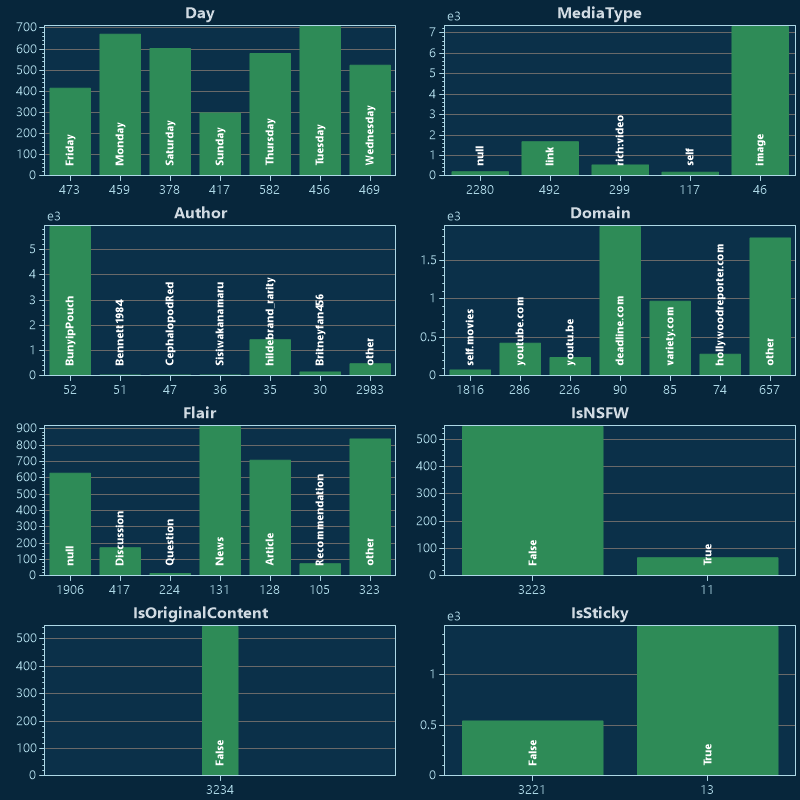 Day
700
600
500
400
300
200
100
0
Friday
Monday
Saturday
Sunday
Thursday
Tuesday
Wednesday
473
459
378
417
582
456
469
MediaType
e3
7
6
5
4
3
2
1
0
null
link
rich:video
self
image
2280
492
299
117
46
Author
e3
5
4
3
2
1
0
BunyipPouch
Bennett1984
CephalopodRed
Sisiwakanamaru
hildebrand_rarity
Britneyfan456
other
52
51
47
36
35
30
2983
Domain
e3
1.5
1
0.5
0
self.movies
youtube.com
youtu.be
deadline.com
variety.com
hollywoodreporter.com
other
1816
286
226
90
85
74
657
Flair
900
800
700
600
500
400
300
200
100
0
null
Discussion
Question
News
Article
Recommendation
other
1906
417
224
131
128
105
323
IsNSFW
500
400
300
200
100
0
False
True
3223
11
IsOriginalContent
500
400
300
200
100
0
False
3234
IsSticky
e3
1
0.5
0
False
True
3221
13